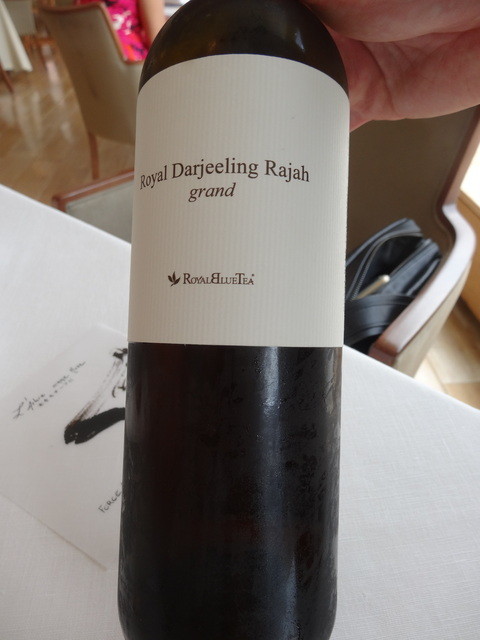 Royal Darjeeling Rajah
grand
RoyalBlueTea